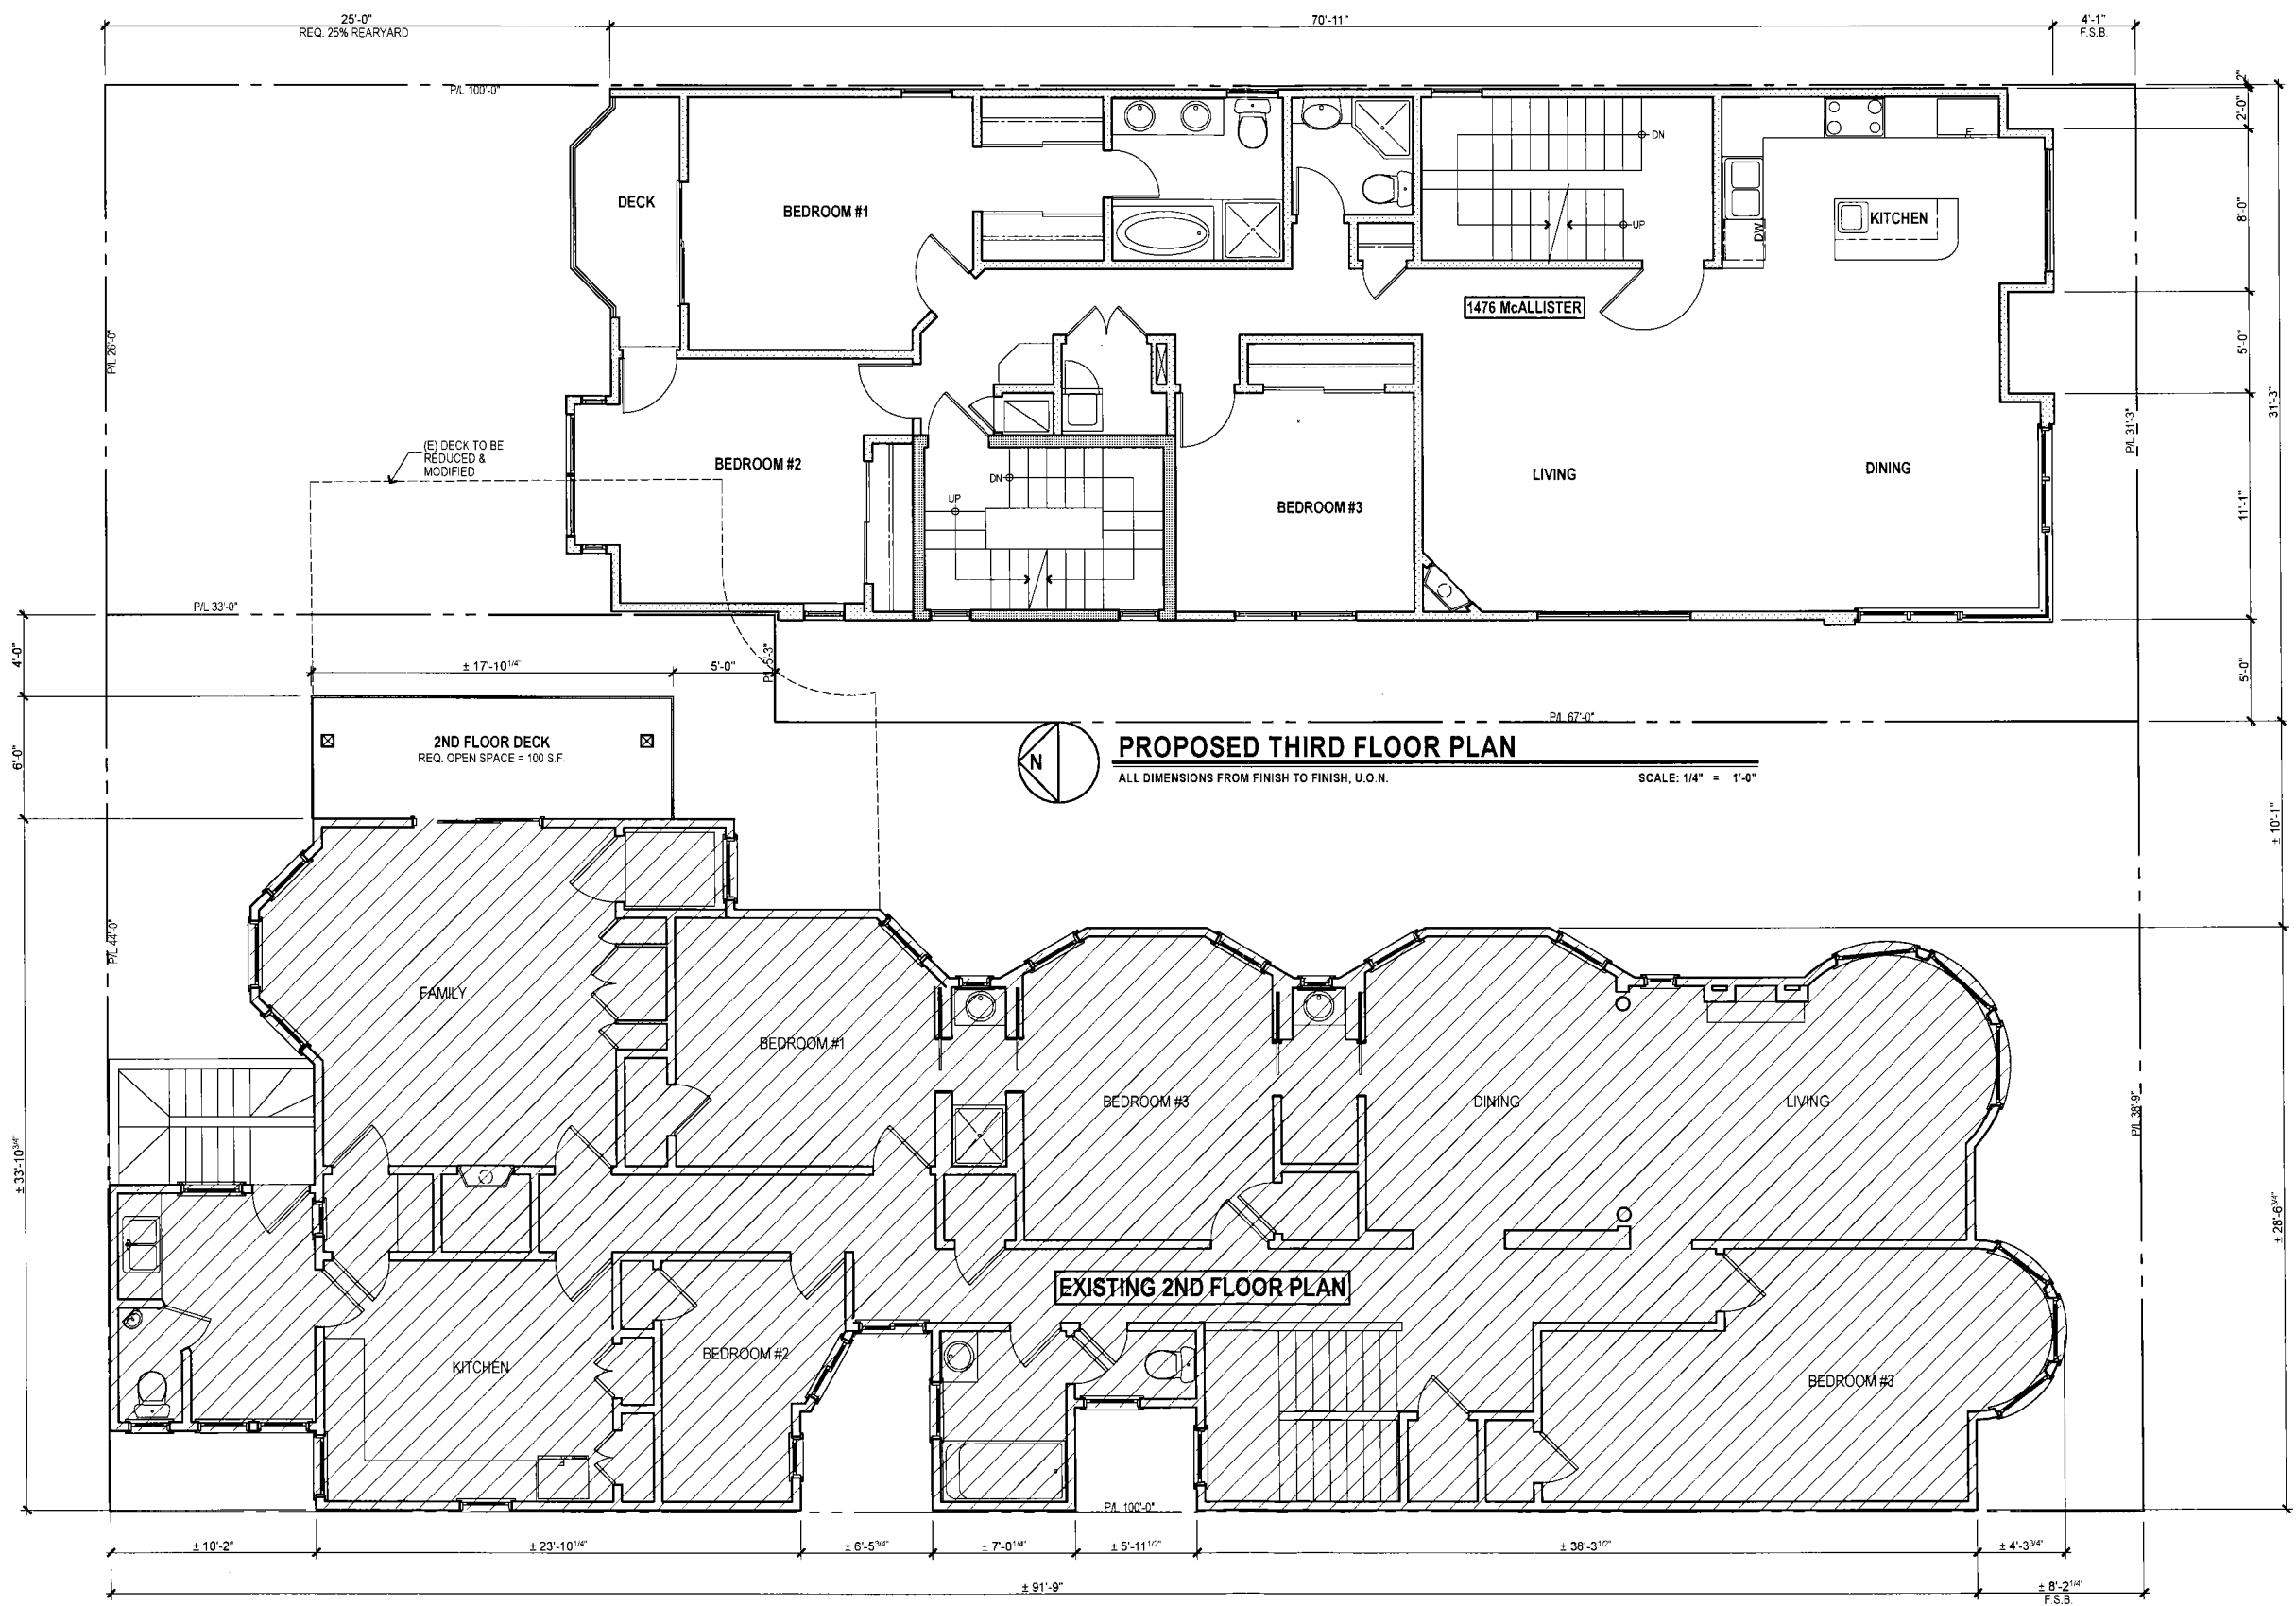 25'-0"
REQ. 25% REARYARD
70'-11"
4'-1"
F.S.B.
P/L 100'-0"
2"
2'-0"
DN
DECK
BEDROOM #1
8'-0"
KITCHEN
UP
DW
1476 McALLISTER
P/L 26'-0"
5'-0"
31'-3"
P/L 31'-3"
(E) DECK TO BE
REDUCED &
MODIFIED
BEDROOM #2
DN
UP
BEDROOM #3
LIVING
DINING
11'-1"
P/L 33'-0"
4'-0"
± 17'-10 1/4"
5'-0"
P/L 5'-3"
5'-0"
P/L 67'-0"
6'-0"
2ND FLOOR DECK
REQ. OPEN SPACE = 100 S.F.
N
PROPOSED THIRD FLOOR PLAN
ALL DIMENSIONS FROM FINISH TO FINISH, U.O.N.
SCALE: 1/4" = 1'-0"
± 10'-1"
P/L 44'-0"
FAMILY
BEDROOM #1
BEDROOM #3
DINING
LIVING
P/L 38'-9"
± 33'-10 3/4"
± 28'-6 3/4"
EXISTING 2ND FLOOR PLAN
KITCHEN
BEDROOM #2
BEDROOM #3
P/L 100'-0"
± 10'-2"
± 23'-10 1/4"
± 6'-5 3/4"
± 7'-0 1/4"
± 5'-11 1/2"
± 38'-3 1/2"
± 4'-3 3/4"
± 91'-9"
± 8'-2 1/4"
F.S.B.